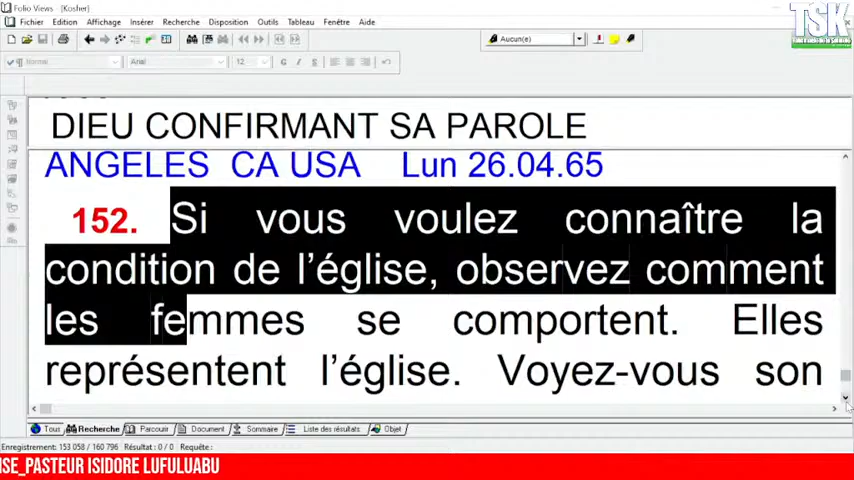 Folio Views - [Kosher]
Fichier Edition Affichage Insérer Recherche Disposition Outils Tableau Fenêtre Aide
TSK
Aucun(e)
Normal Arial 12 G I S
DIEU CONFIRMANT SA PAROLE
ANGELES CA USA Lun 26.04.65
152. Si vous voulez connaître la
condition de l’église, observez comment
les femmes se comportent. Elles
représentent l’église. Voyez-vous son
Tous Recherche Parcourir Document Sommaire Liste des résultats Objet
Enregistrement: 153 058 / 160 796 Résultat : 0 / 0 Requête :
ISE_PASTEUR ISIDORE LUFULUABU